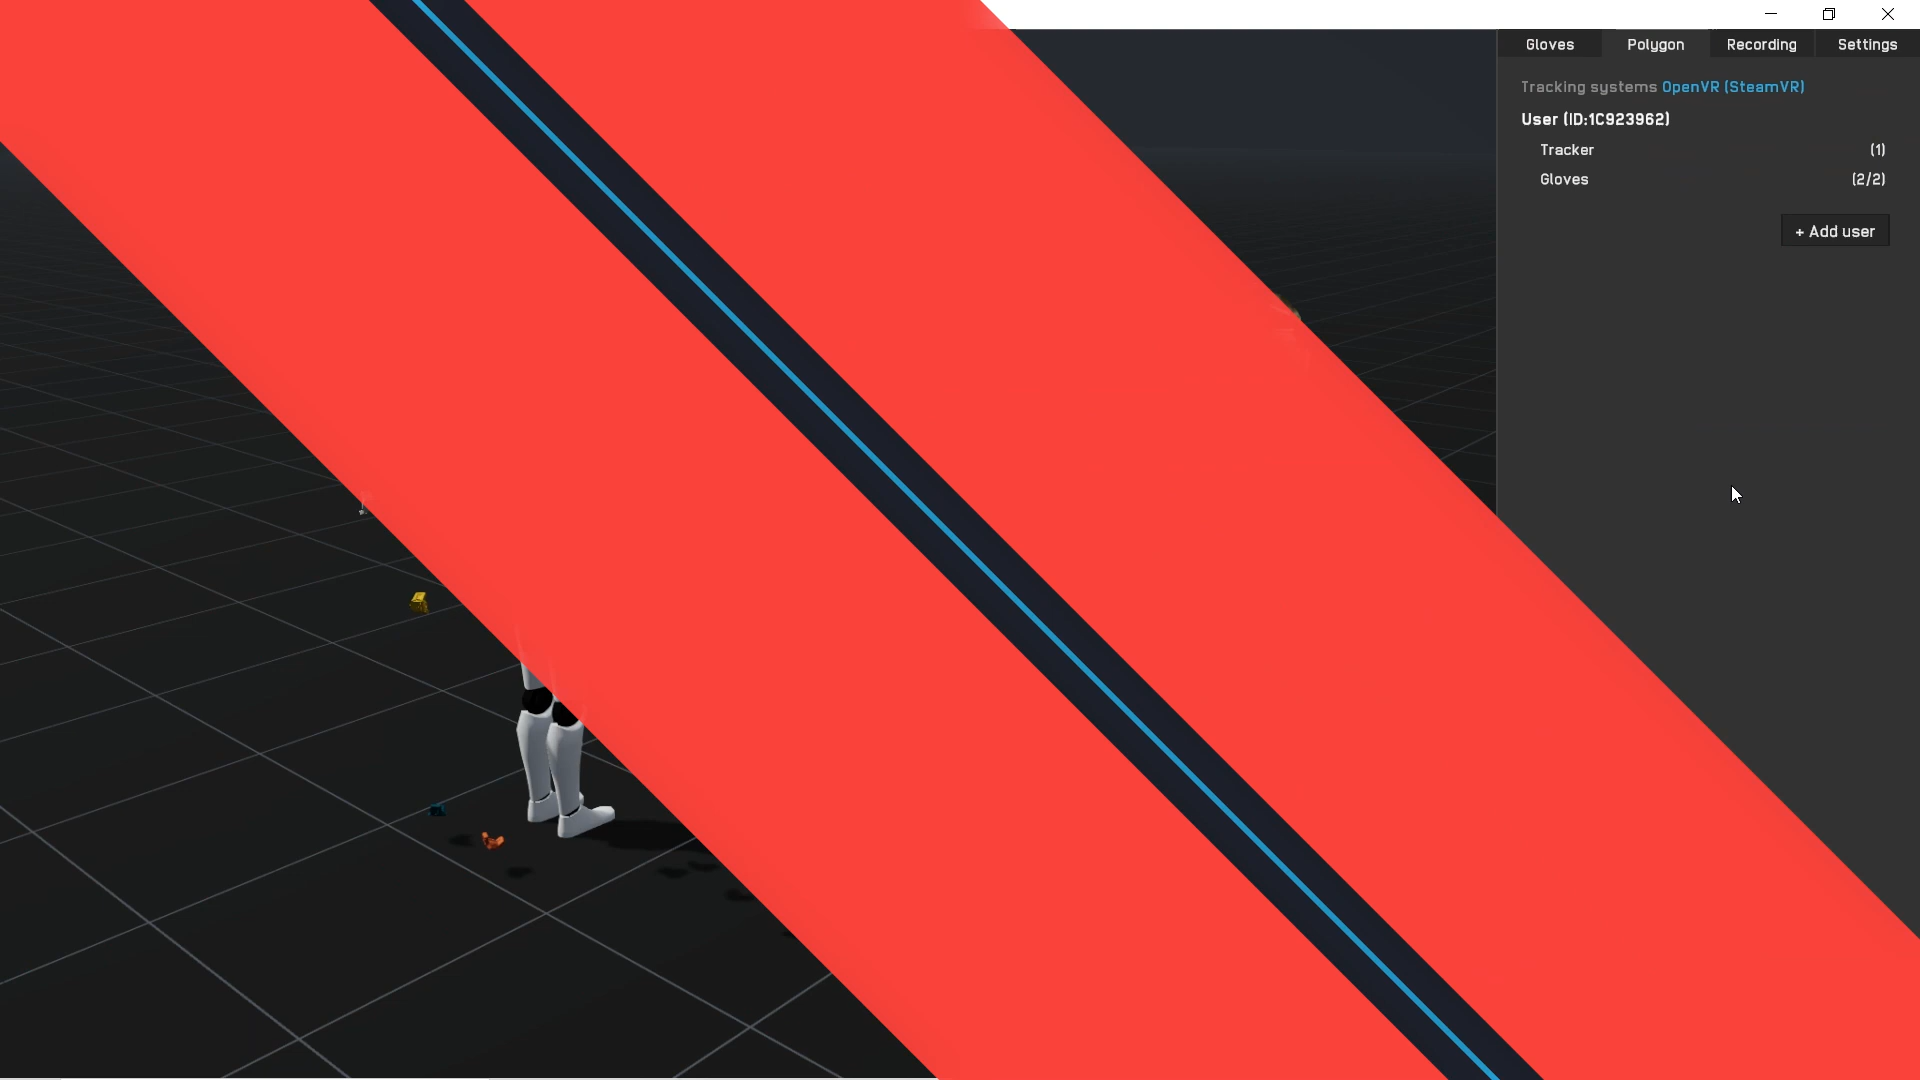 Gloves Polygon Recording Settings
Tracking systems OpenVR (SteamVR)
User (ID:1C923962)
Tracker (1)
Gloves (2/2)
+ Add user